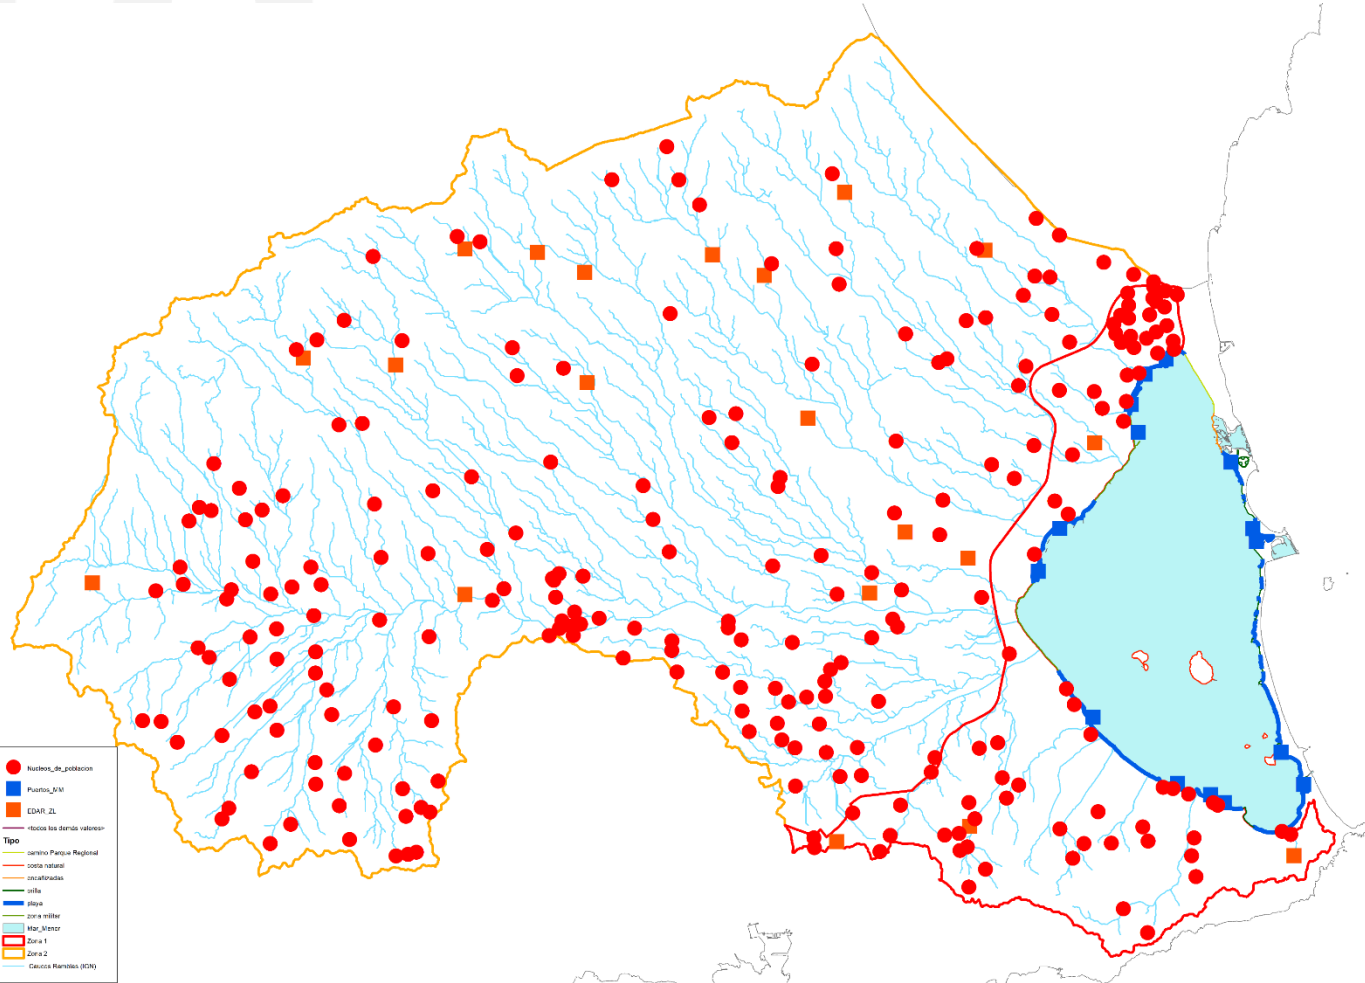 Nucleos_de_poblacion
Puertos_MM
EDAR_ZL
<todos los demás valores>
Tipo
camino Parque Regional
costa natural
encañizadas
orilla
playa
zona militar
Mar_Menor
Zona 1
Zona 2
Cauces Ramblas (IGN)